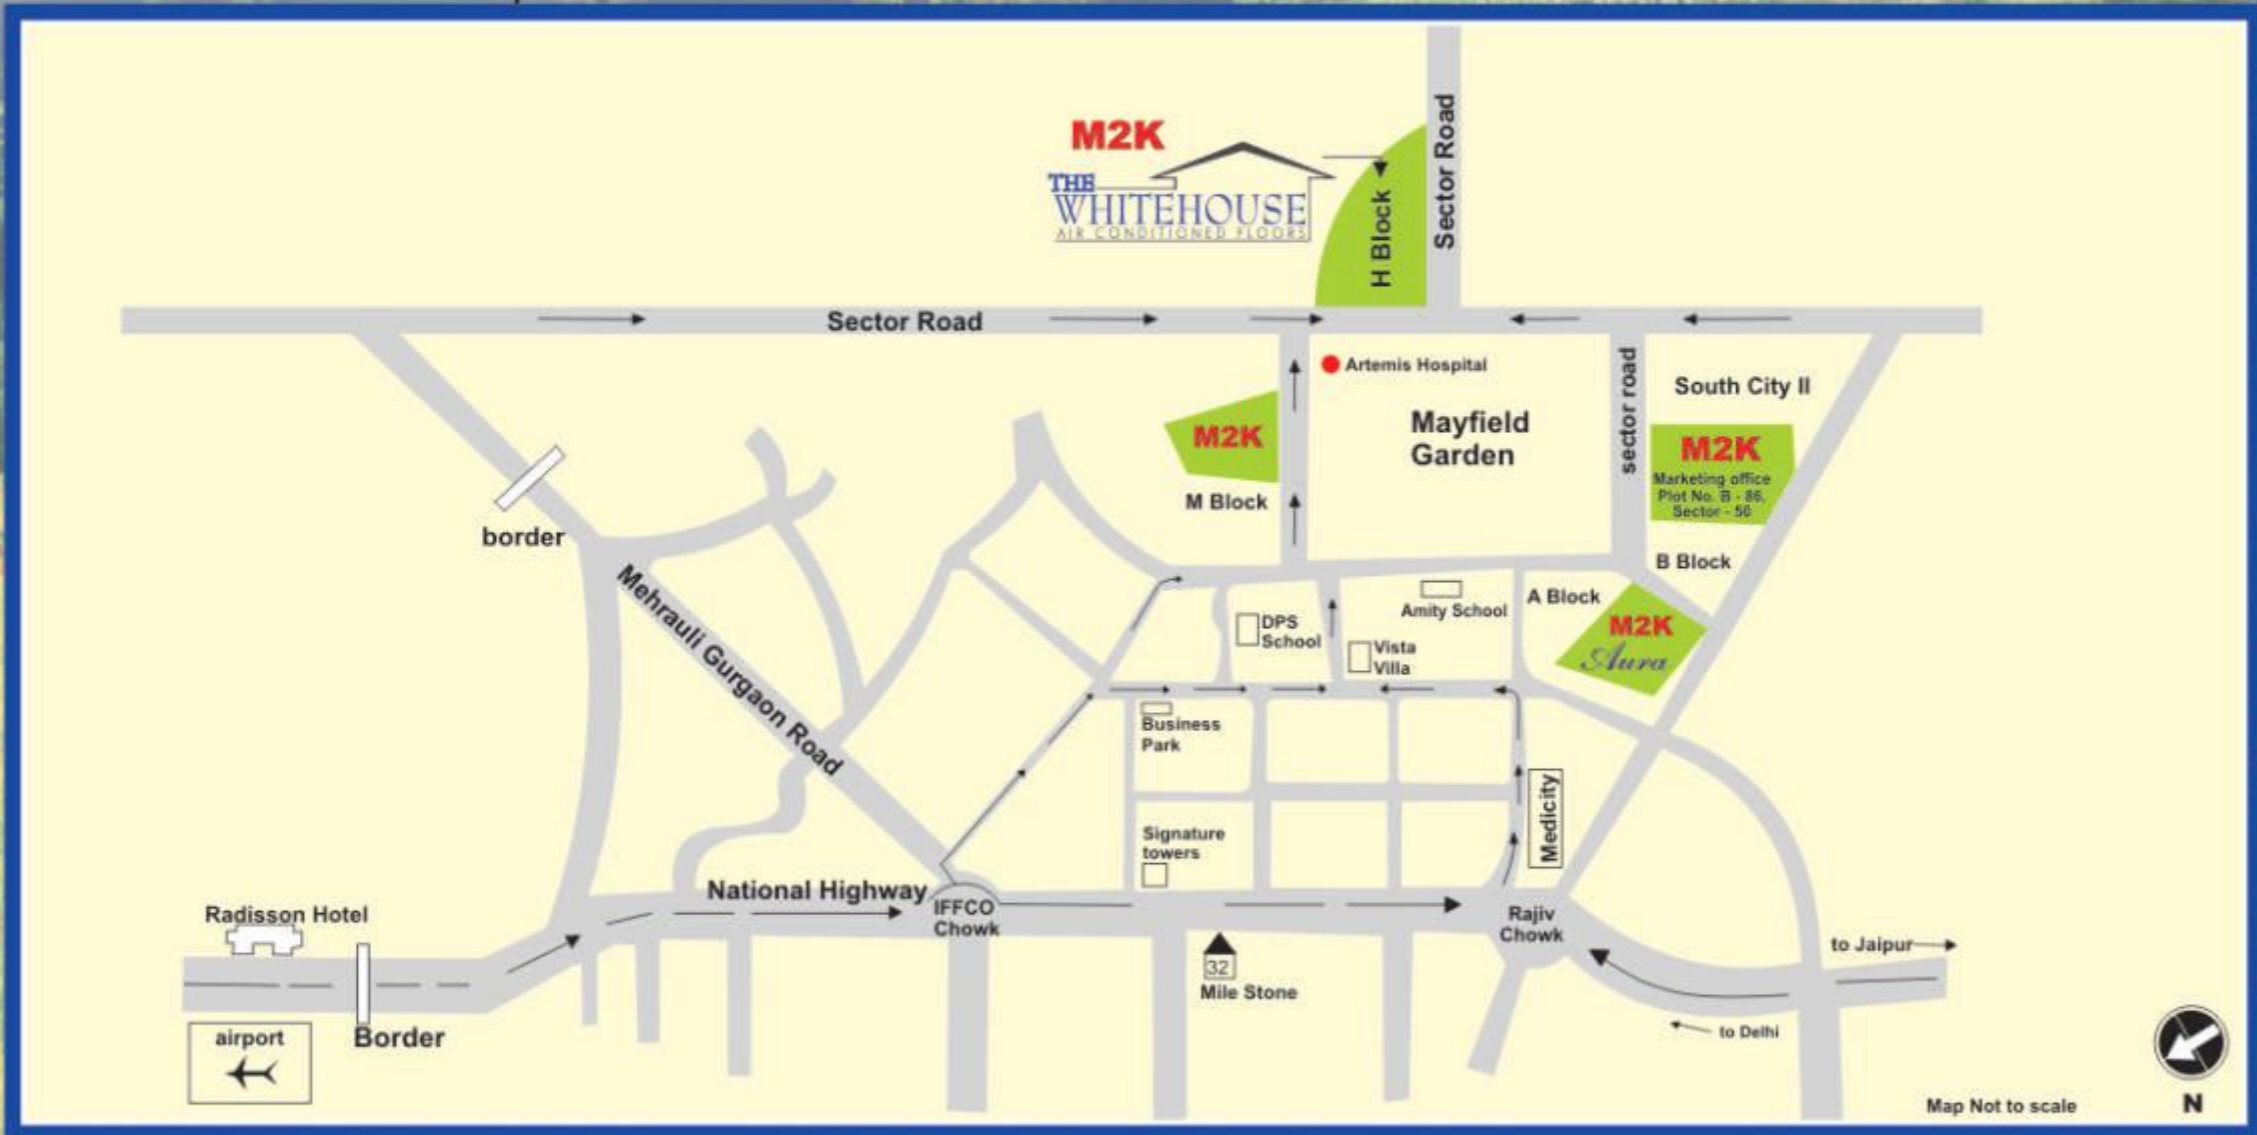 M2K
THE
WHITEHOUSE
AIR CONDITIONED FLOORS
H Block
Sector Road
Sector Road
Artemis Hospital
Mayfield
Garden
sector road
South City II
M2K
Marketing office
Plot No. B - 86,
Sector - 56
B Block
M2K
M Block
border
Mehrauli Gurgaon Road
DPS
School
Vista
Villa
Amity School
A Block
M2K
Aura
Business
Park
Signature
towers
Medicity
National Highway
IFFCO
Chowk
Rajiv
Chowk
Radisson Hotel
Border
airport
32
Mile Stone
to Jaipur
to Delhi
Map Not to scale
N